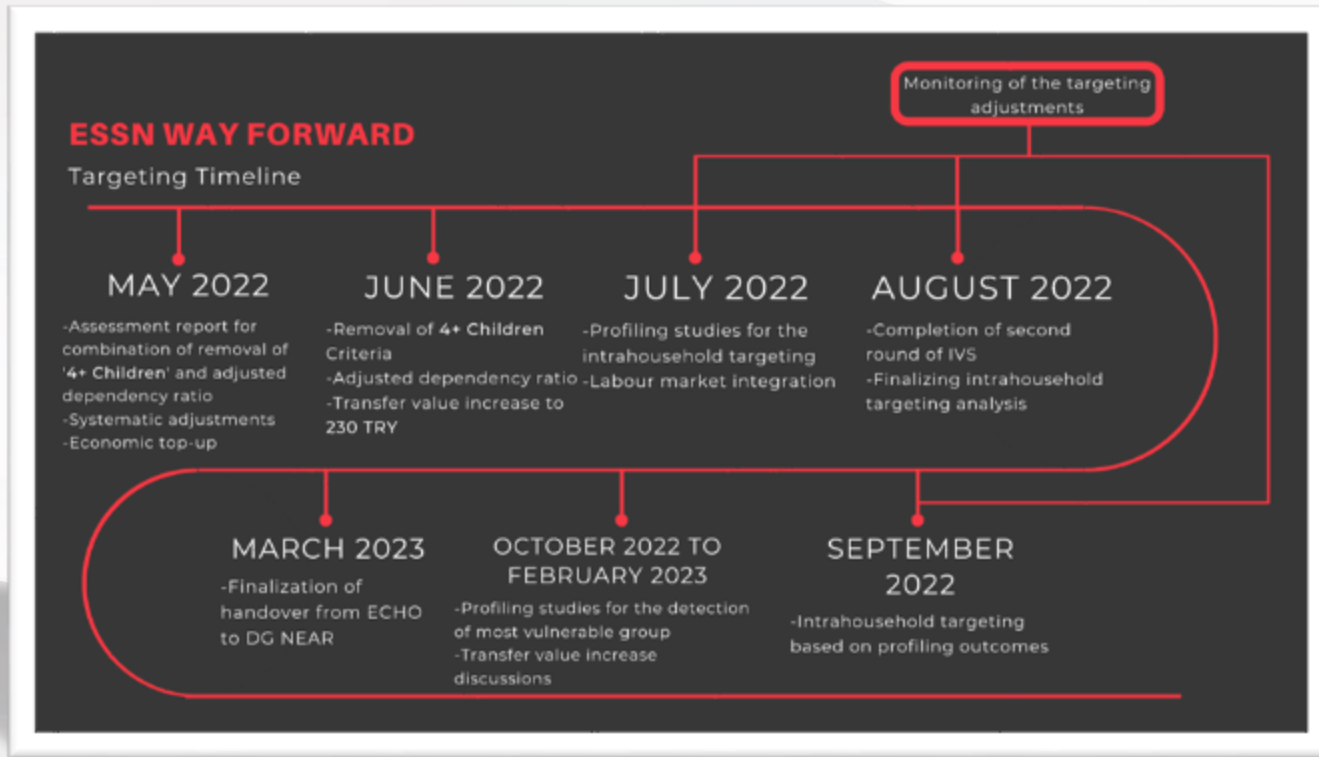 Monitoring of the targeting
adjustments
ESSN WAY FORWARD
Targeting Timeline
MAY 2022
-Assessment report for
combination of removal of
'4+ Children' and adjusted
dependency ratio
-Systematic adjustments
-Economic top-up
JUNE 2022
-Removal of 4+ Children
Criteria
-Adjusted dependency ratio
-Transfer value increase to
230 TRY
JULY 2022
-Profiling studies for the
intrahousehold targeting
-Labour market integration
AUGUST 2022
-Completion of second
round of IVS
-Finalizing intrahousehold
targeting analysis
SEPTEMBER
2022
-Intrahousehold targeting
based on profiling outcomes
OCTOBER 2022 TO
FEBRUARY 2023
-Profiling studies for the detection
of most vulnerable group
-Transfer value increase
discussions
MARCH 2023
-Finalization of
handover from ECHO
to DG NEAR